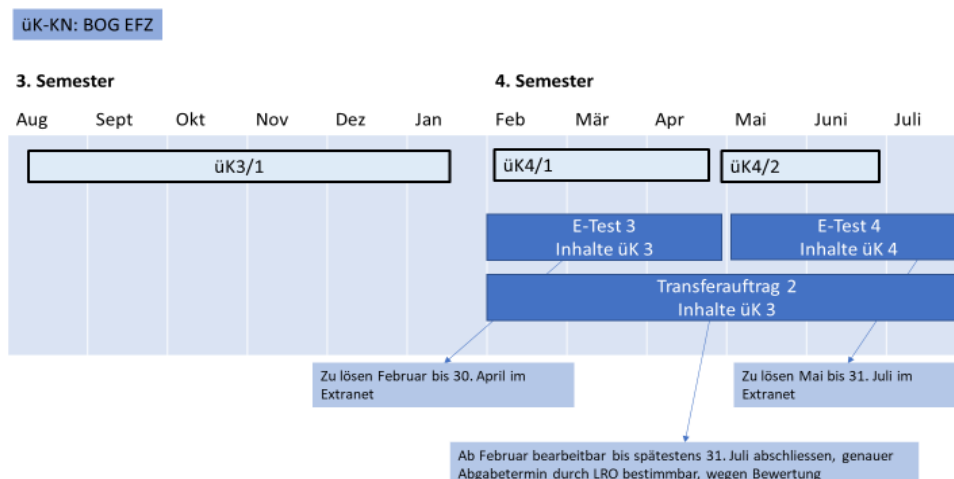 üK-KN: BOG EFZ
3. Semester
4. Semester
Aug Sept Okt Nov Dez Jan Feb Mär Apr Mai Juni Juli
üK3/1
üK4/1
üK4/2
E-Test 3
Inhalte üK 3
E-Test 4
Inhalte üK 4
Transferauftrag 2
Inhalte üK 3
Zu lösen Februar bis 30. April im
Extranet
Zu lösen Mai bis 31. Juli im
Extranet
Ab Februar bearbeitbar bis spätestens 31. Juli abschliessen, genauer
Abgabetermin durch LRO bestimmbar, wegen Bewertung